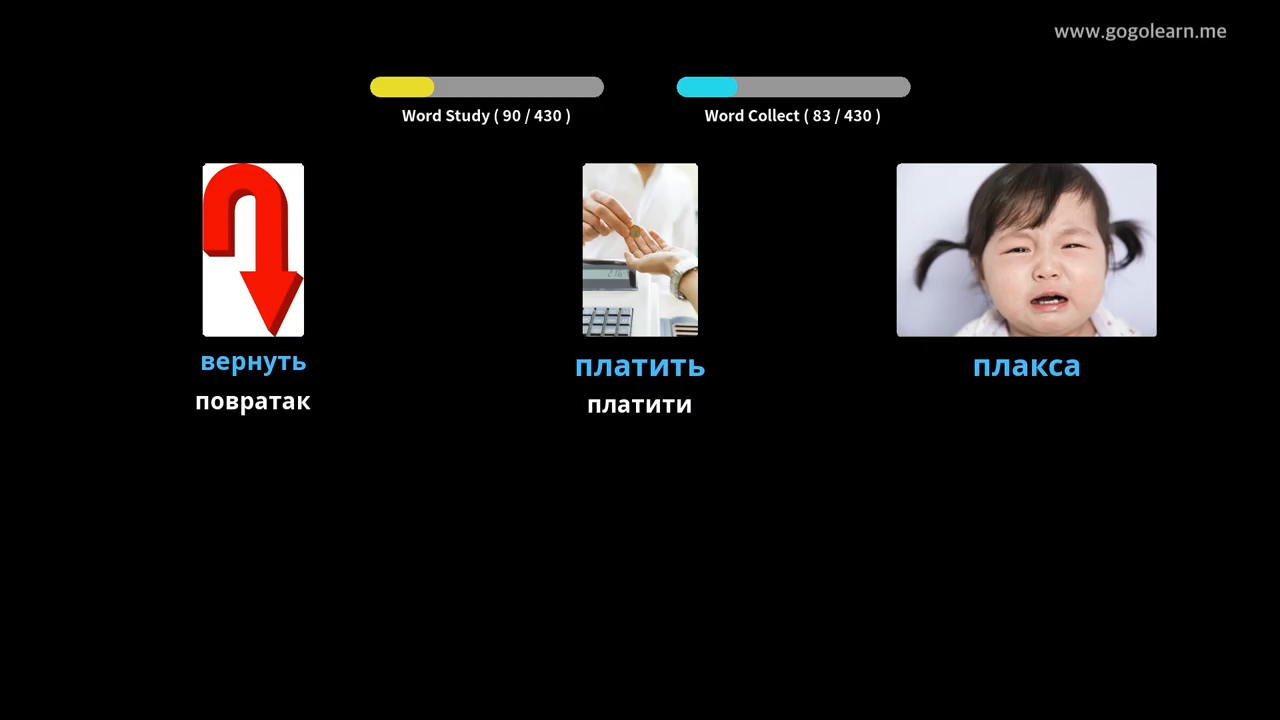 www.gogolearn.me
Word Study ( 90 / 430 )
Word Collect ( 83 / 430 )
вернуть
повратак
платить
платити
плакса